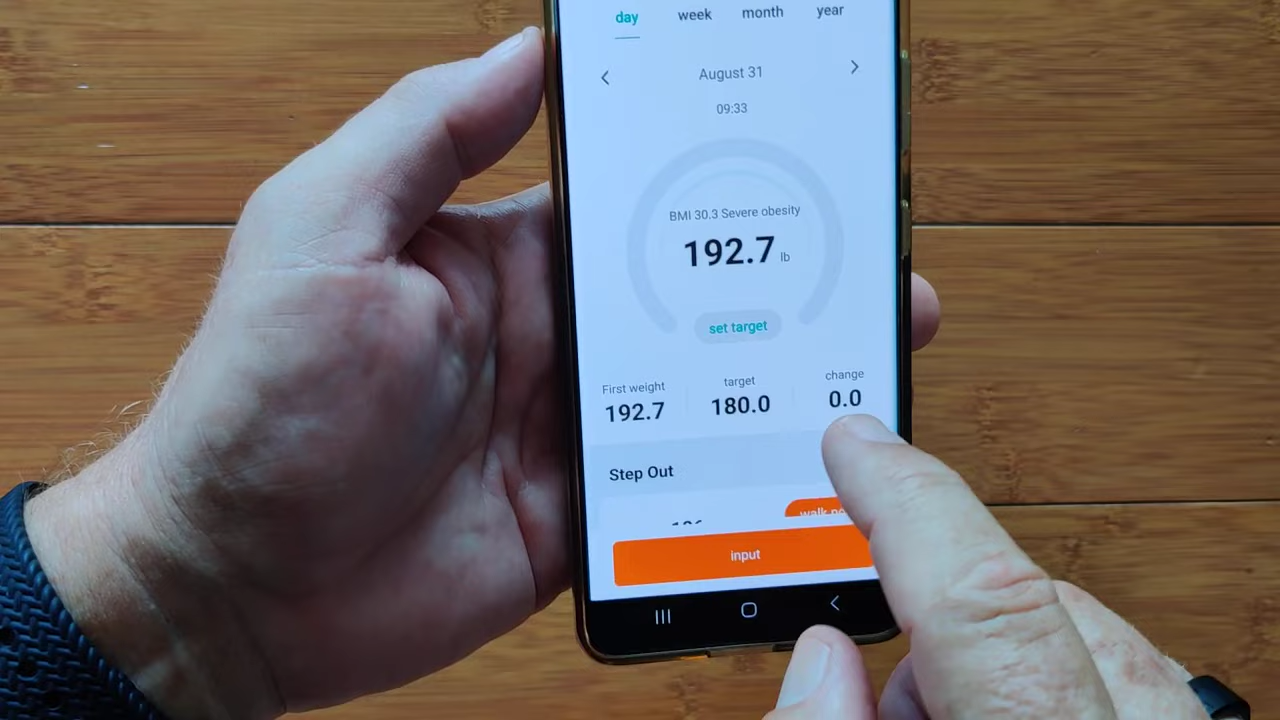 day week month year
August 31
09:33
BMI 30.3 Severe obesity
192.7 lb
set target
First weight target change
192.7 180.0 0.0
Step Out
walk
input